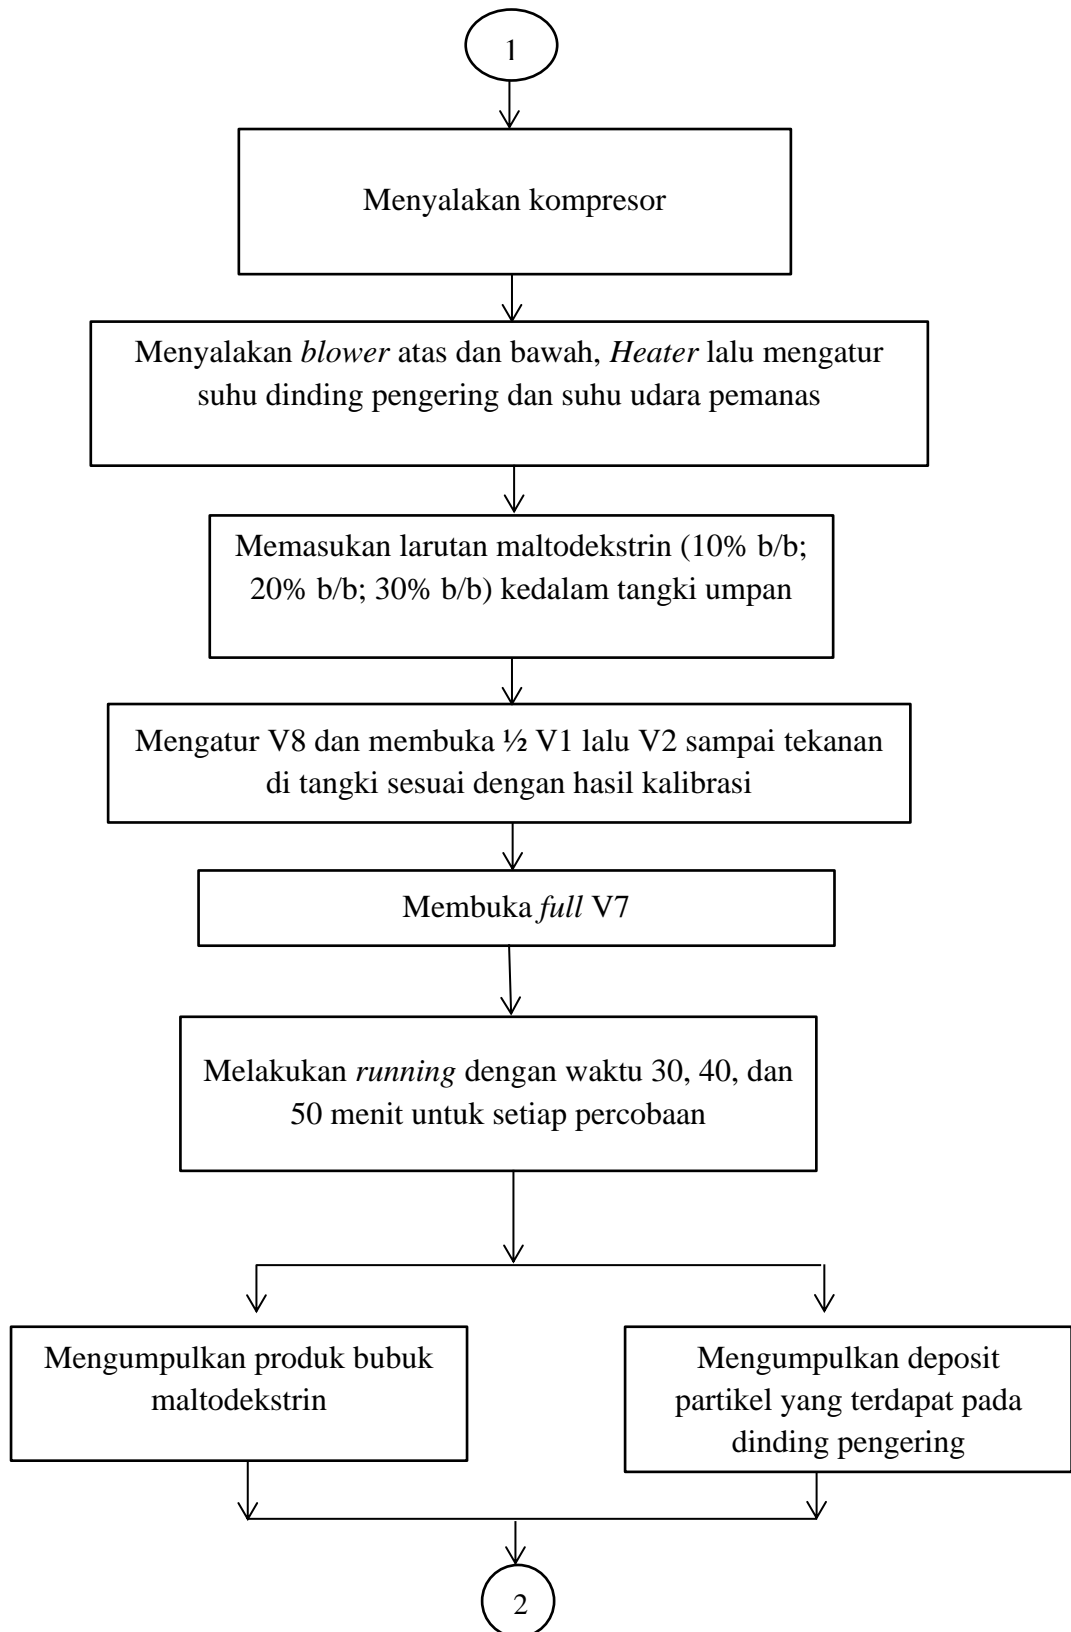 1
Menyalakan kompresor
Menyalakan blower atas dan bawah, Heater lalu mengatur
suhu dinding pengering dan suhu udara pemanas
Memasukan larutan maltodekstrin (10% b/b;
20% b/b; 30% b/b) kedalam tangki umpan
Mengatur V8 dan membuka ½ V1 lalu V2 sampai tekanan
di tangki sesuai dengan hasil kalibrasi
Membuka full V7
Melakukan running dengan waktu 30, 40, dan
50 menit untuk setiap percobaan
Mengumpulkan produk bubuk
maltodekstrin
Mengumpulkan deposit
partikel yang terdapat pada
dinding pengering
2